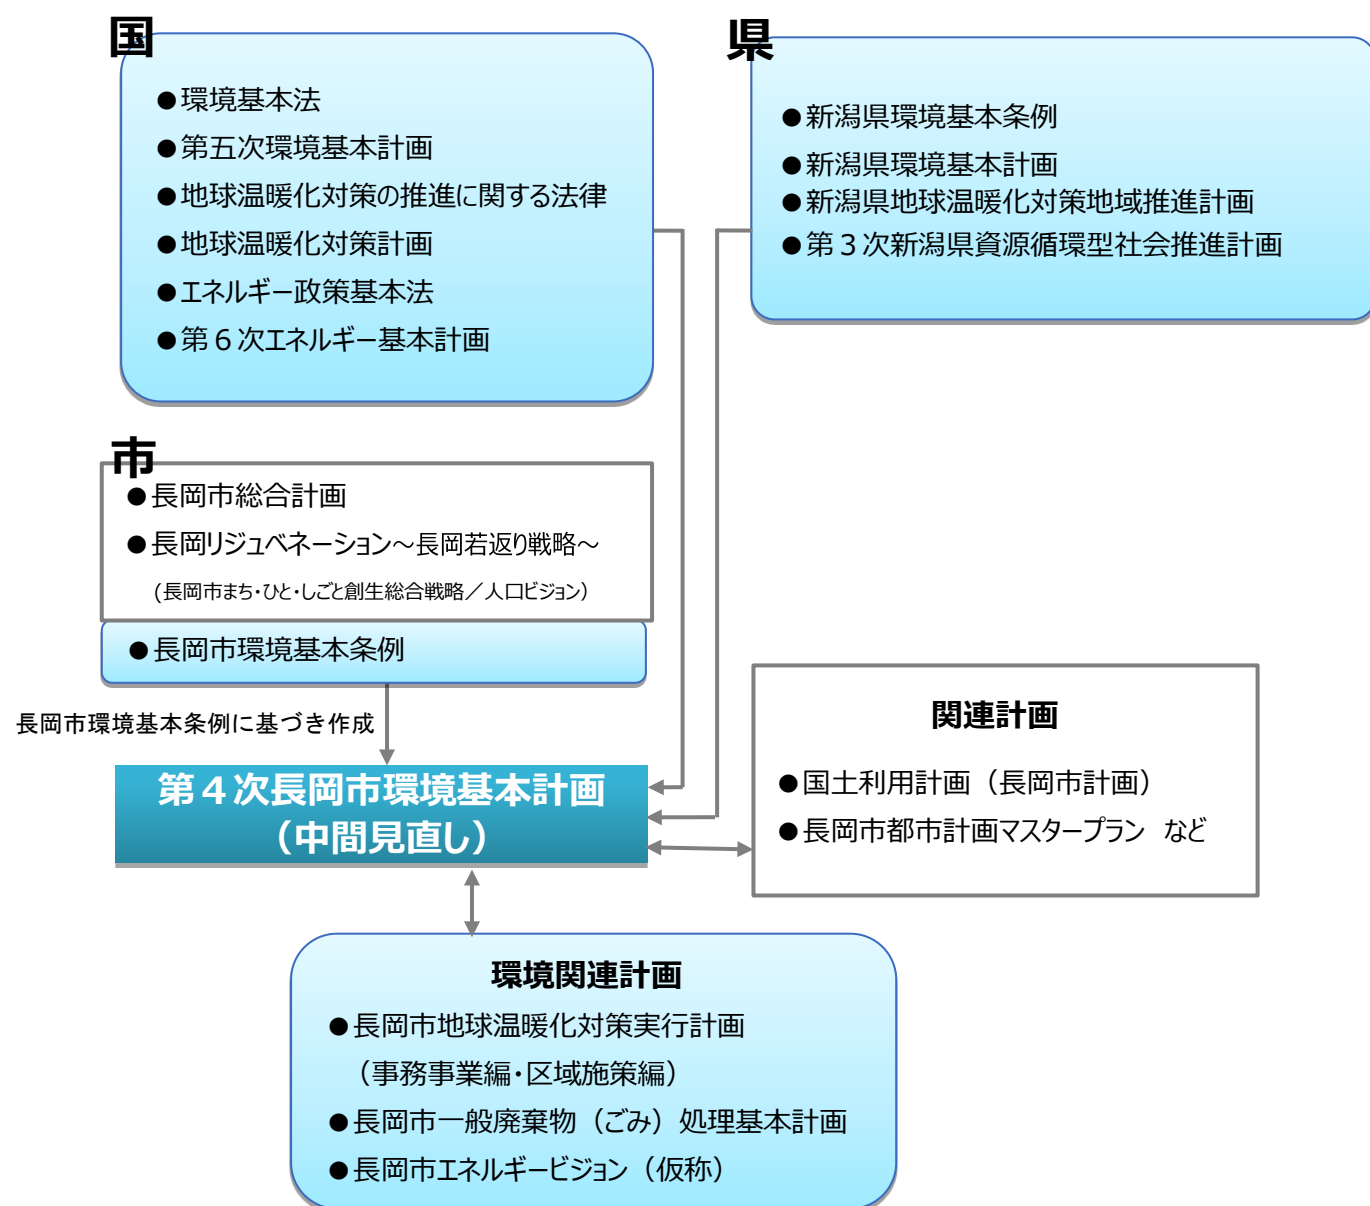 国
●環境基本法
●第五次環境基本計画
●地球温暖化対策の推進に関する法律
●地球温暖化対策計画
●エネルギー政策基本法
●第６次エネルギー基本計画
県
●新潟県環境基本条例
●新潟県環境基本計画
●新潟県地球温暖化対策地域推進計画
●第３次新潟県資源循環型社会推進計画
市
●長岡市総合計画
●長岡リジュベネーション～長岡若返り戦略～
(長岡市まち・ひと・しごと創生総合戦略／人口ビジョン）
●長岡市環境基本条例
長岡市環境基本条例に基づき作成
第４次長岡市環境基本計画
（中間見直し）
関連計画
●国土利用計画（長岡市計画）
●長岡市都市計画マスタープラン　など
環境関連計画
●長岡市地球温暖化対策実行計画
（事務事業編・区域施策編）
●長岡市一般廃棄物（ごみ）処理基本計画
●長岡市エネルギービジョン（仮称）